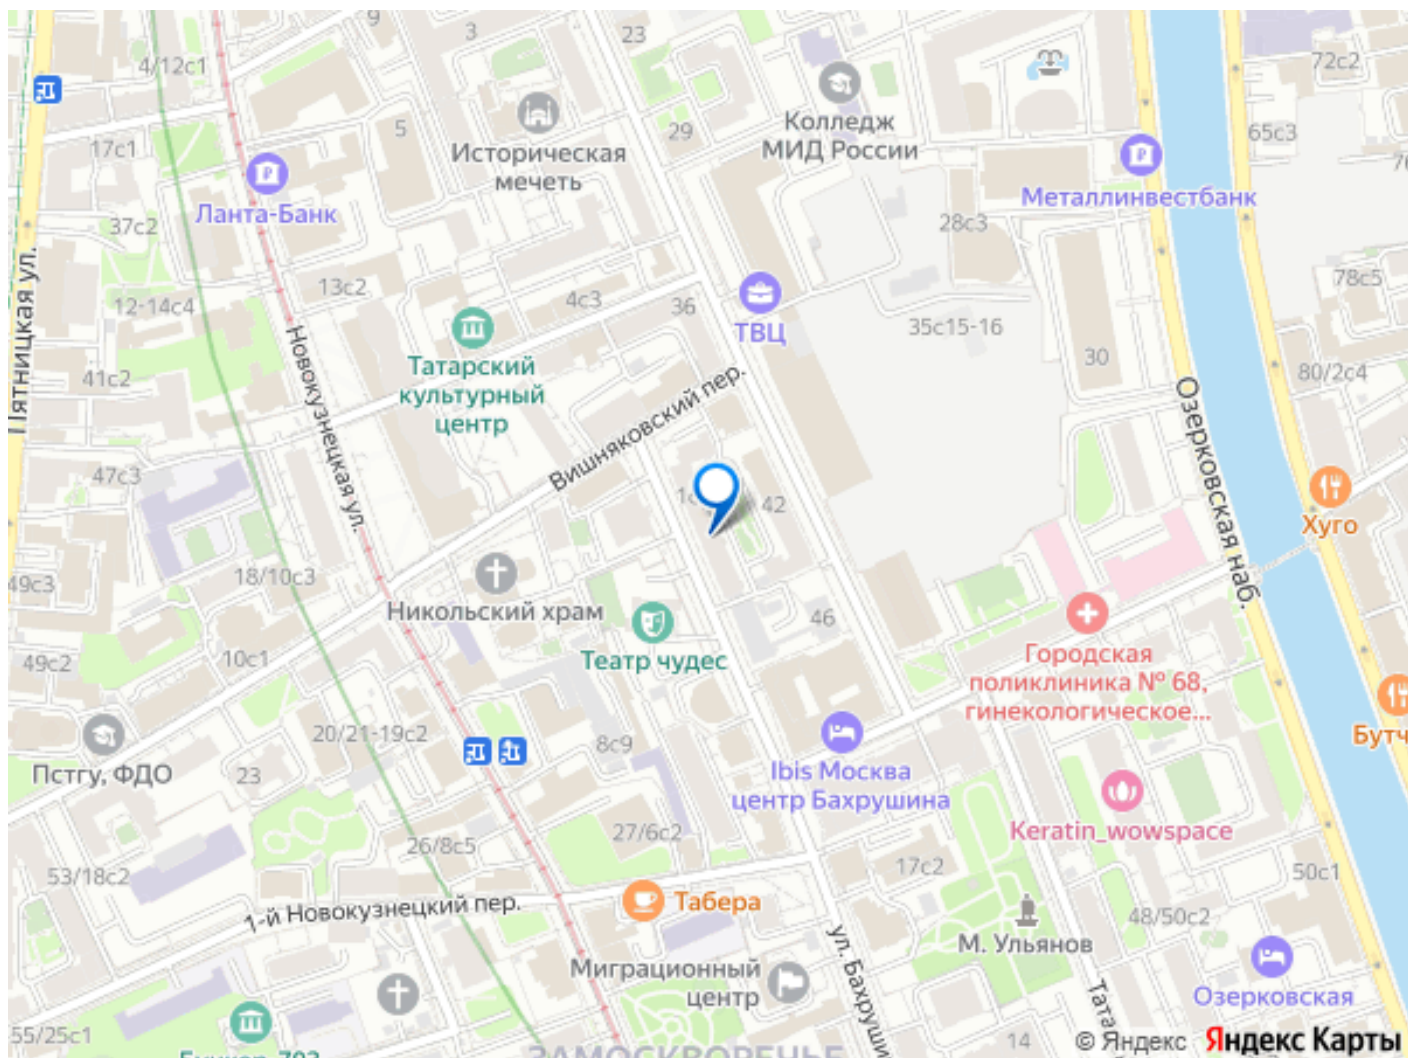 9
3
23
4/12с1
72с2
5
29
Колледж
МИД России
65с3
17с1
Историческая
мечеть
Ланта-Банк
Металлинвестбанк
37с2
28с3
Пятницкая ул.
13с2
12-14с4
4с3
36
78с5
ТВЦ
35с15-16
30
Новокузнецкая ул.
Татарский
культурный
центр
41с2
80/2с4
Вишняковский пер.
Озерковская наб.
47с3
42
Хуго
49с3
18/10с3
Никольский храм
46
Театр чудес
Городская
поликлиника № 68,
гинекологическое...
49с2
10с1
20/21-19с2
8с9
Пстгу, ФДО
23
Ibis Москва
центр Бахрушина
Keratin_wowspace
27/6с2
26/8с5
17с2
53/18с2
50с1
1-й Новокузнецкий пер.
Табера
48/50с2
М. Ульянов
Миграционный
центр
Озерковская
55/25с1
14
ЗАМОСКВОРЕЧЬЕ
© Яндекс
Яндекс Карты